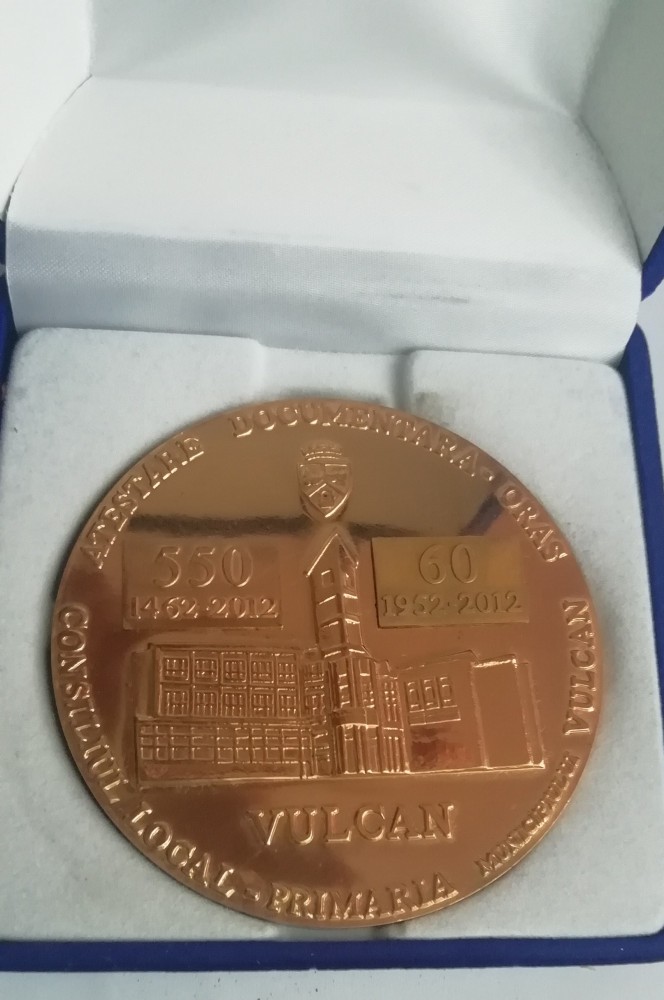 ATESTARE DOCUMENTARA - ORAS
550
1462-2012
60
1952-2012
VULCAN
CONSILIUL LOCAL - PRIMARIA MUNICIPIULUI VULCAN